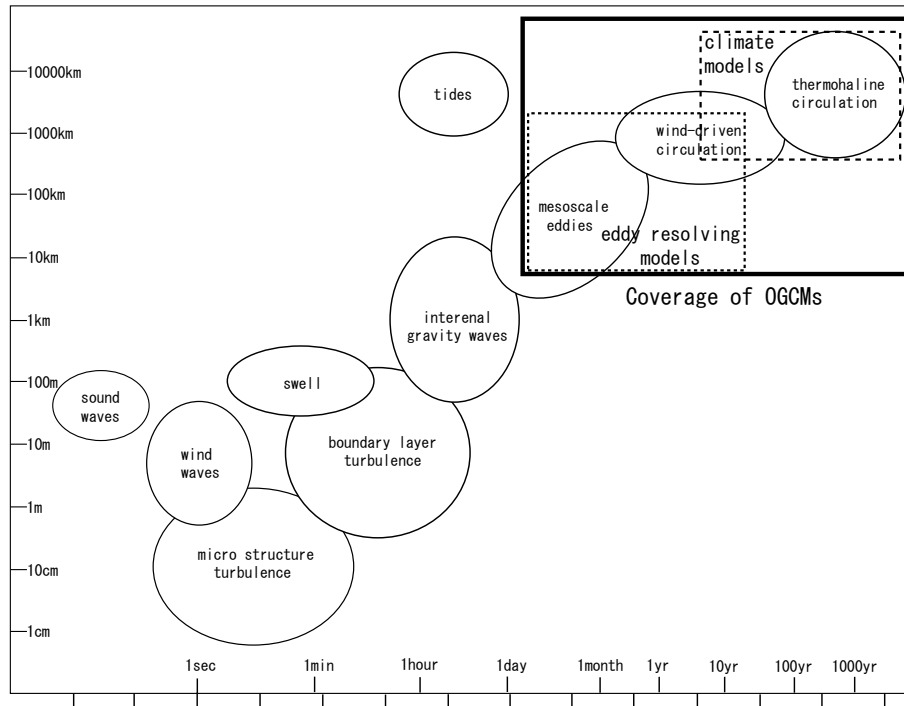 climate
models
10000km
thermohaline
circulation
tides
1000km
wind-driven
circulation
100km
mesoscale
eddies
eddy resolving
models
10km
Coverage of OGCMs
1km
interenal
gravity waves
100m
swell
sound
waves
10m
boundary layer
turbulence
wind
waves
1m
micro structure
turbulence
10cm
1cm
1sec
1min
1hour
1day
1month
1yr
10yr
100yr
1000yr